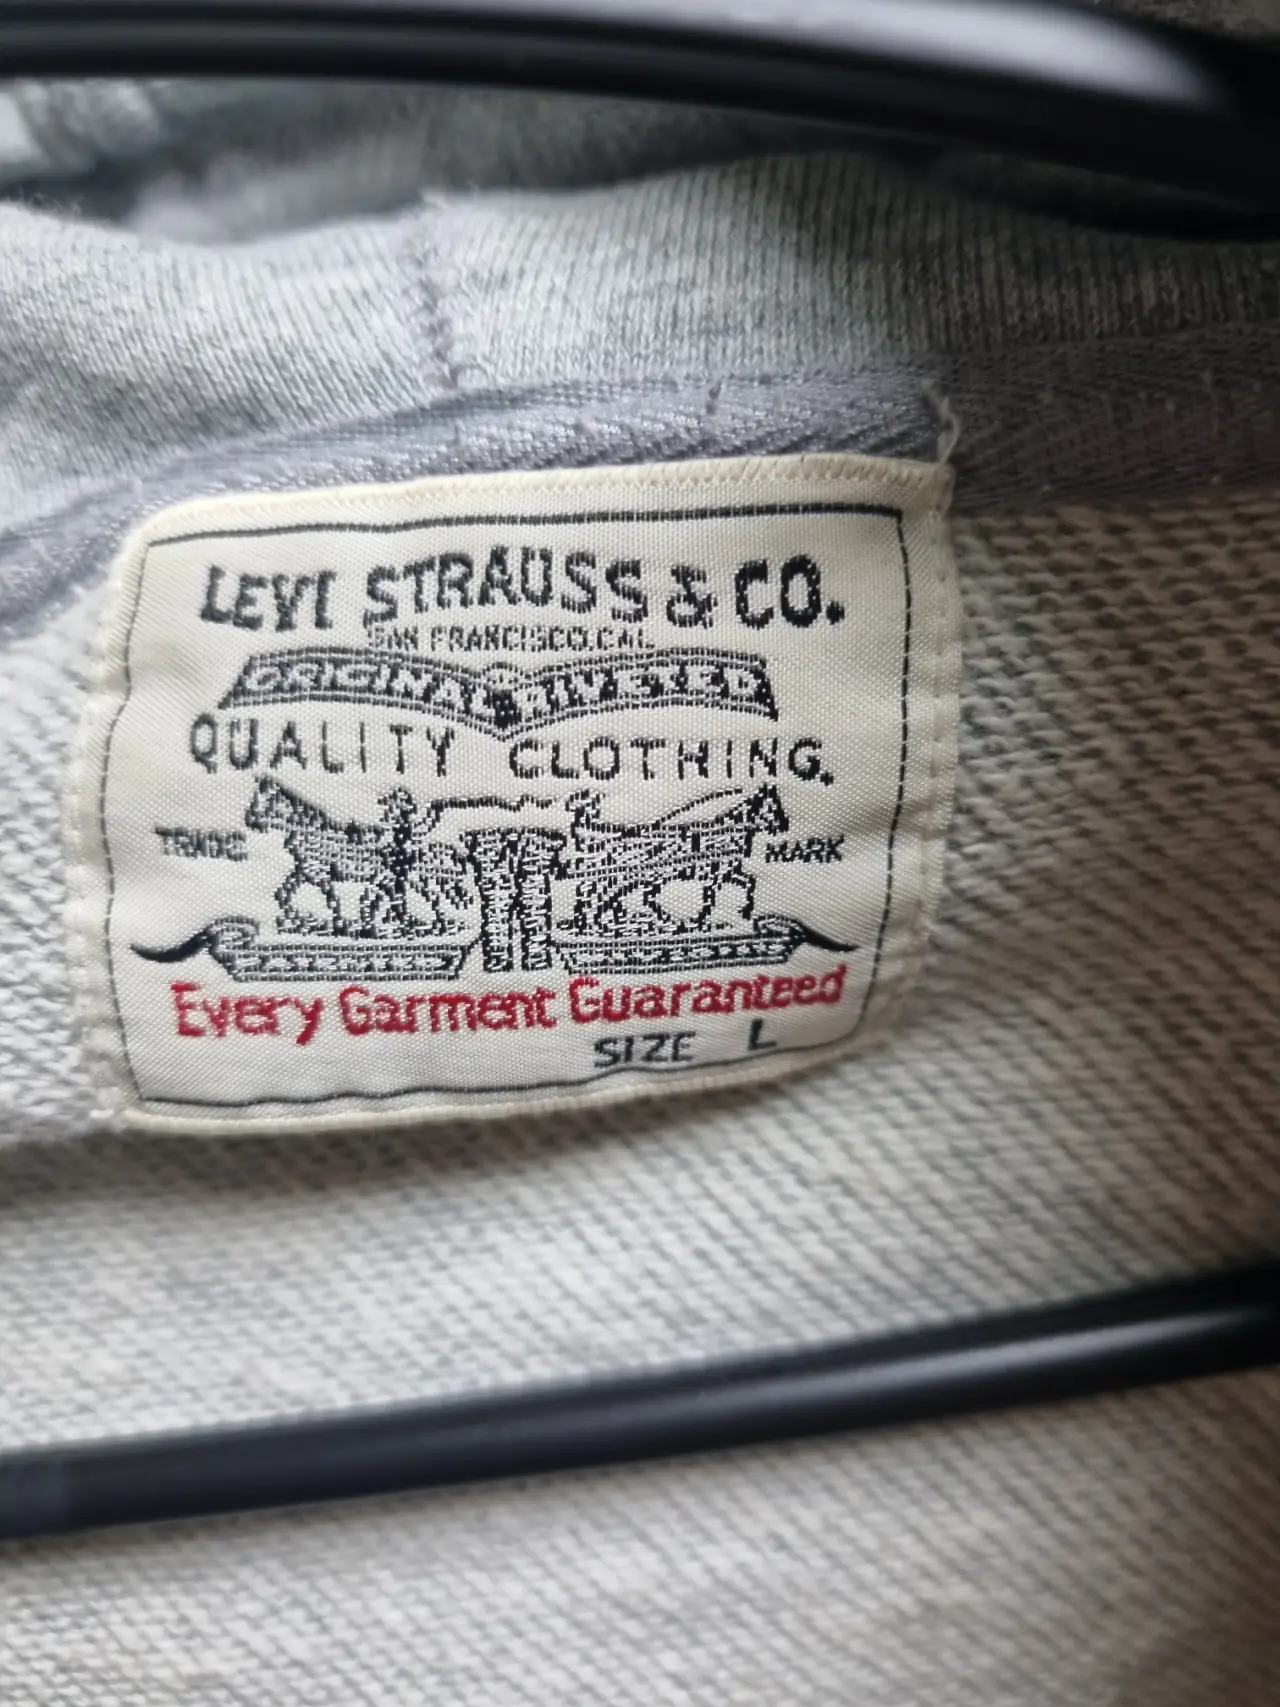 LEVI STRAUSS & CO.
SAN FRANCISCO, CAL.
ORIGINAL RIVETED
QUALITY CLOTHING.
TRADE MARK
Every Garment Guaranteed
SIZE L